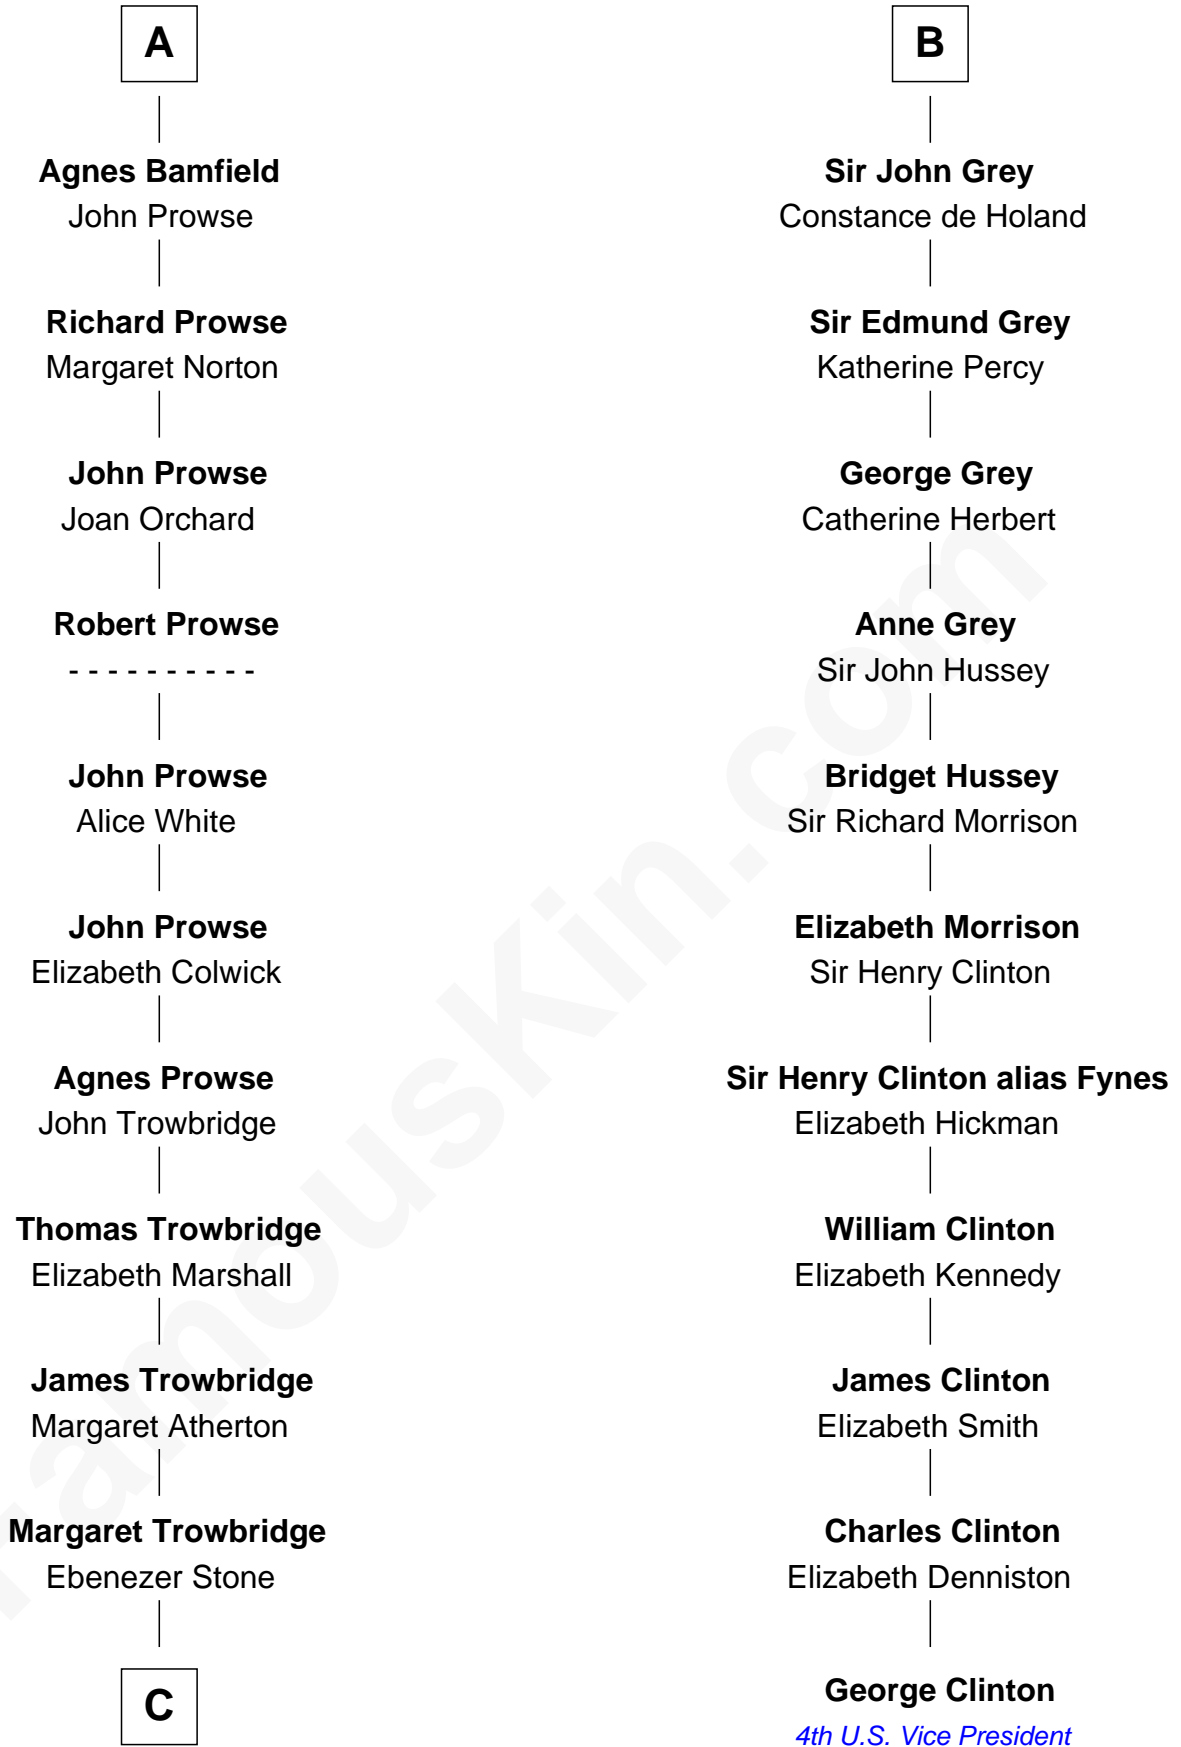 A
Agnes Bamfield
John Prowse
Richard Prowse
Margaret Norton
John Prowse
Joan Orchard
Robert Prowse
- - - - - - - - - -
John Prowse
Alice White
John Prowse
Elizabeth Colwick
Agnes Prowse
John Trowbridge
Thomas Trowbridge
Elizabeth Marshall
James Trowbridge
Margaret Atherton
Margaret Trowbridge
Ebenezer Stone
C
B
Sir John Grey
Constance de Holand
Sir Edmund Grey
Katherine Percy
George Grey
Catherine Herbert
Anne Grey
Sir John Hussey
Bridget Hussey
Sir Richard Morrison
Elizabeth Morrison
Sir Henry Clinton
Sir Henry Clinton alias Fynes
Elizabeth Hickman
William Clinton
Elizabeth Kennedy
James Clinton
Elizabeth Smith
Charles Clinton
Elizabeth Denniston
George Clinton
4th U.S. Vice President
FamousKin.com